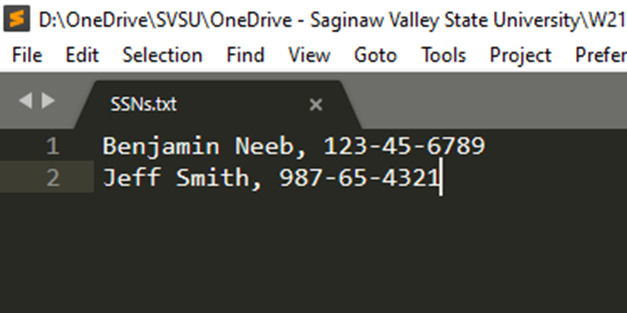 D:\OneDrive\SVSU\OneDrive - Saginaw Valley State University\W21
File Edit Selection Find View Goto Tools Project Prefer
SSNs.txt
1 Benjamin Neeb, 123-45-6789
2 Jeff Smith, 987-65-4321